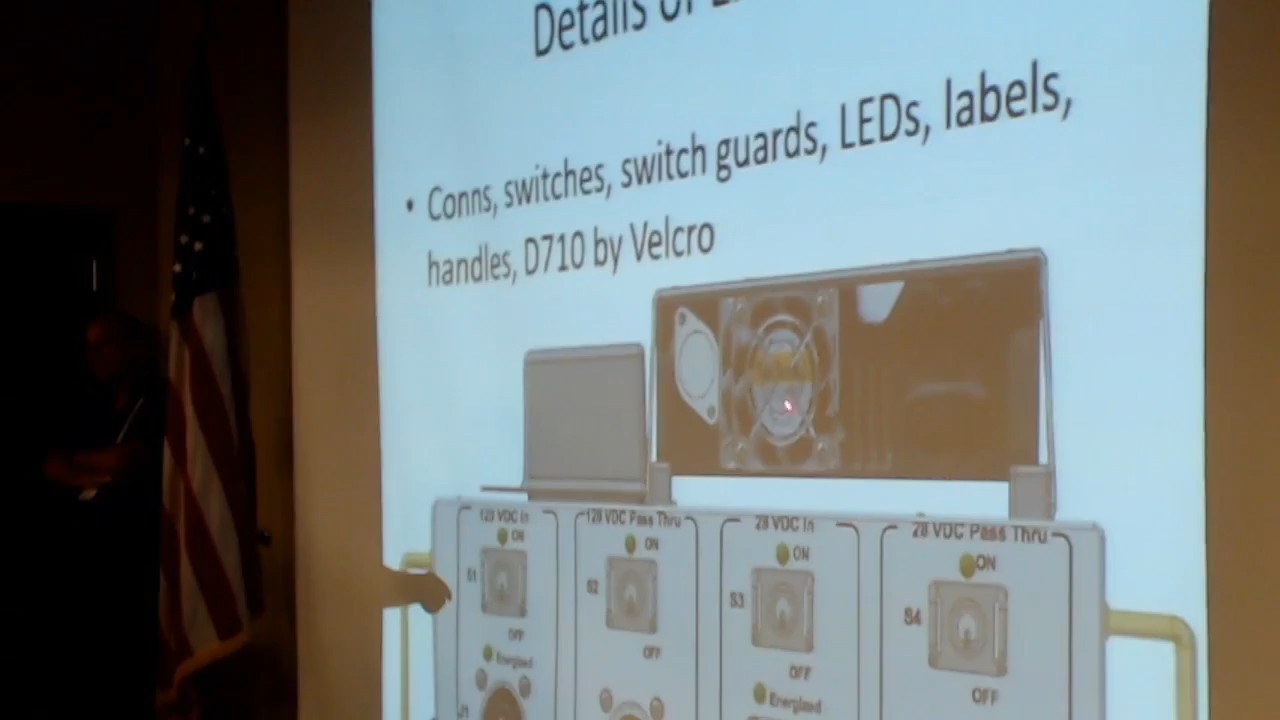 Details of
• Conns, switches, switch guards, LEDs, labels,
handles, D710 by Velcro
120 VDC In
128 VDC Pass Thru
28 VDC In
28 VDC Pass Thru
ON
ON
ON
ON
S1
S2
S3
S4
OFF
OFF
OFF
OFF
Energized
Energized
J1